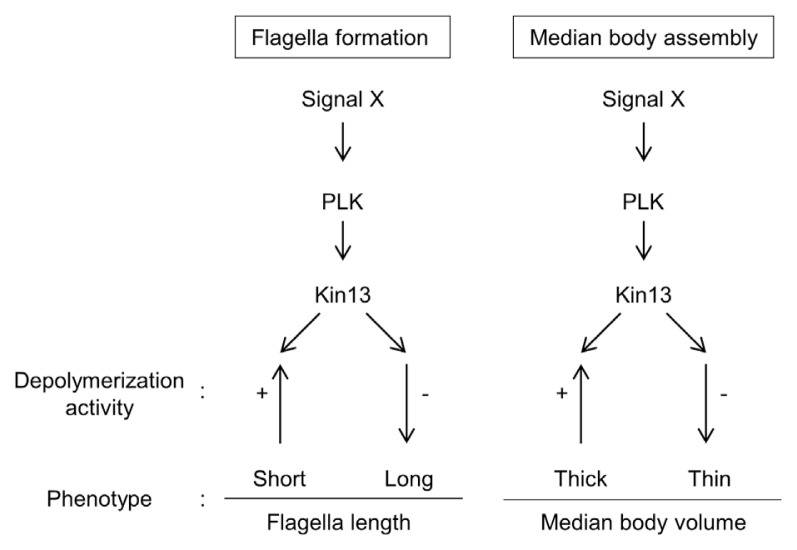 Flagella formation
Median body assembly
Signal X
Signal X
PLK
PLK
Kin13
Kin13
Depolymerization
activity
:
+
-
+
-
Phenotype
:
Short
Long
Thick
Thin
Flagella length
Median body volume